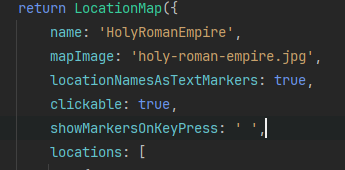 return LocationMap({
name: 'HolyRomanEmpire',
mapImage: 'holy-roman-empire.jpg',
locationNamesAsTextMarkers: true,
clickable: true,
showMarkersOnKeyPress: ' ',
locations: [